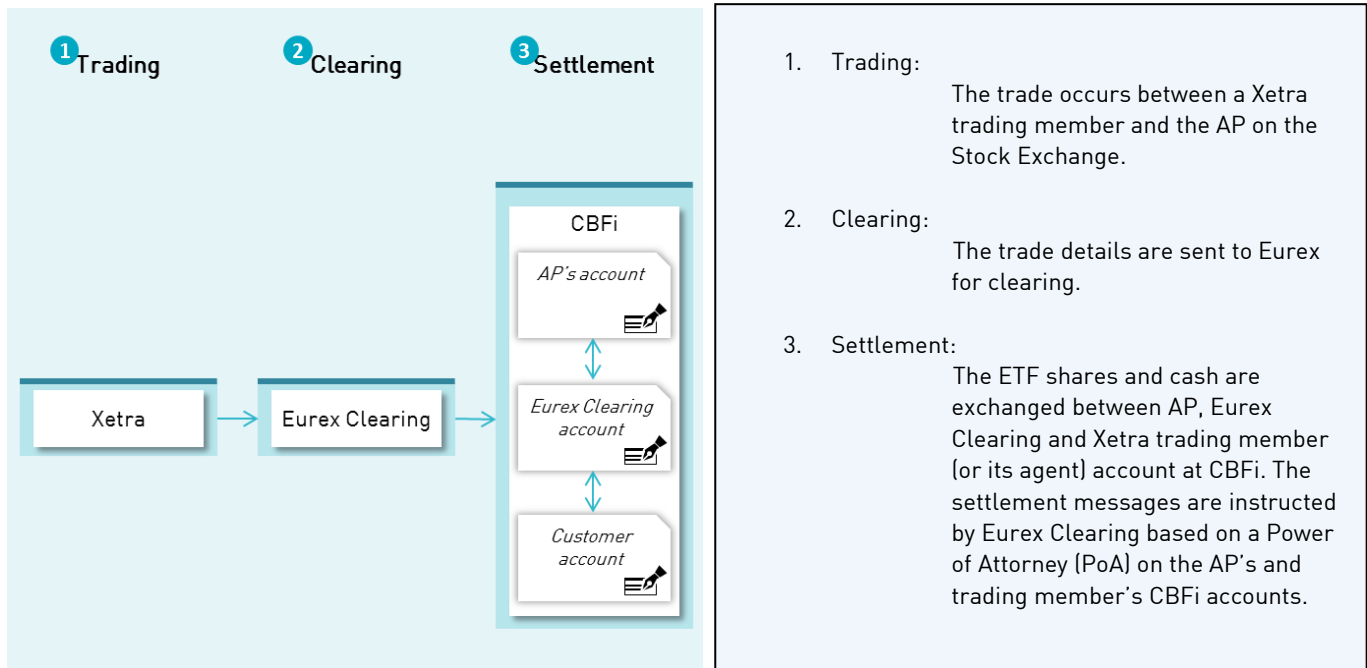 1 Trading
2 Clearing
3 Settlement
CBFi
AP's account
Xetra
Eurex Clearing
Eurex Clearing
account
Customer
account
1. Trading:
The trade occurs between a Xetra
trading member and the AP on the
Stock Exchange.
2. Clearing:
The trade details are sent to Eurex
for clearing.
3. Settlement:
The ETF shares and cash are
exchanged between AP, Eurex
Clearing and Xetra trading member
(or its agent) account at CBFi. The
settlement messages are instructed
by Eurex Clearing based on a Power
of Attorney (PoA) on the AP's and
trading member's CBFi accounts.